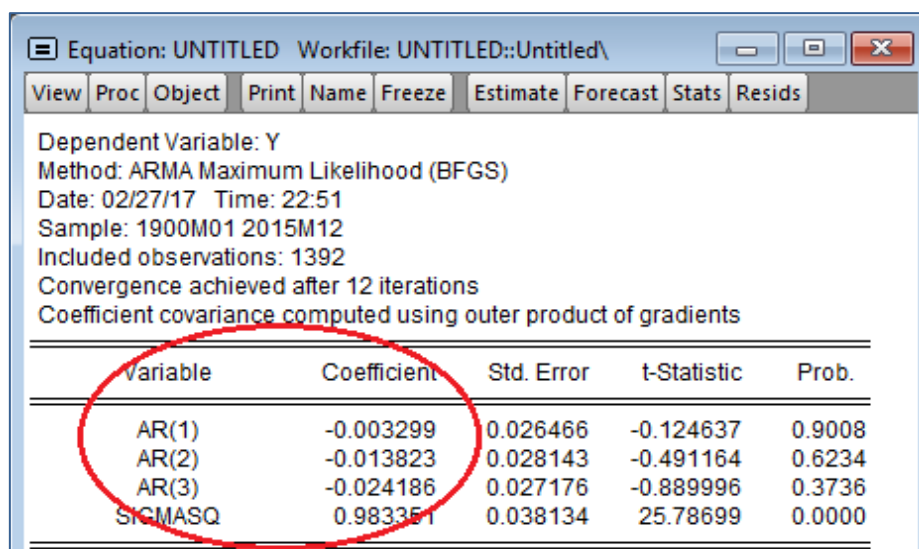 Equation: UNTITLED Workfile: UNTITLED::Untitled\
View Proc Object Print Name Freeze Estimate Forecast Stats Resids
Dependent Variable: Y
Method: ARMA Maximum Likelihood (BFGS)
Date: 02/27/17 Time: 22:51
Sample: 1900M01 2015M12
Included observations: 1392
Convergence achieved after 12 iterations
Coefficient covariance computed using outer product of gradients
Variable Coefficient Std. Error t-Statistic Prob.
AR(1) -0.003299 0.026466 -0.124637 0.9008
AR(2) -0.013823 0.028143 -0.491164 0.6234
AR(3) -0.024186 0.027176 -0.889996 0.3736
SIGMASQ 0.983351 0.038134 25.78699 0.0000